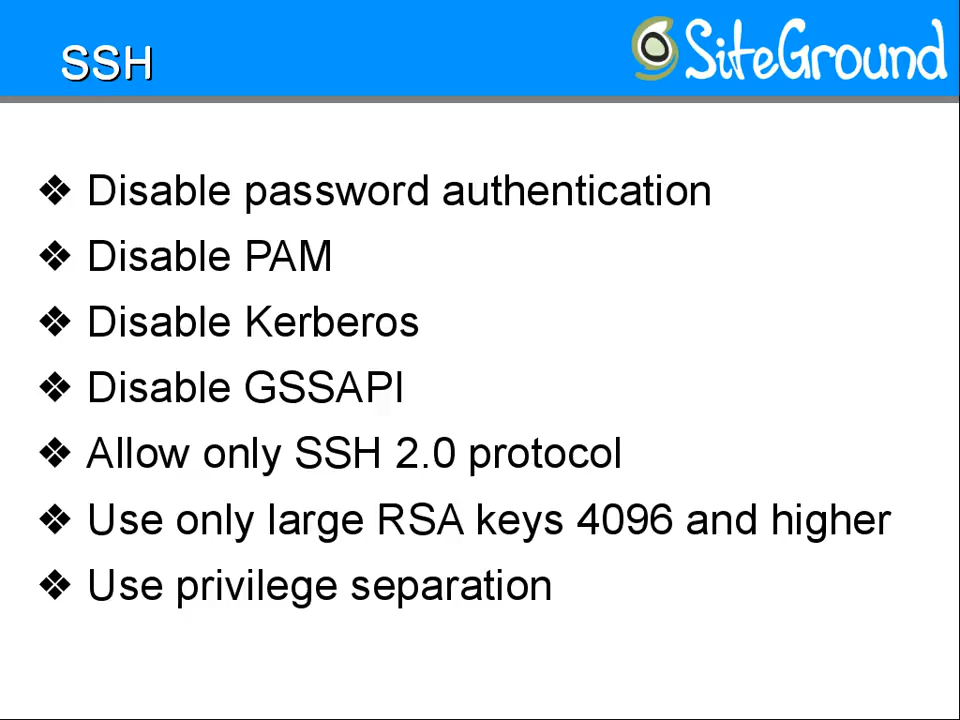 SSH
SiteGround
❖ Disable password authentication
❖ Disable PAM
❖ Disable Kerberos
❖ Disable GSSAPI
❖ Allow only SSH 2.0 protocol
❖ Use only large RSA keys 4096 and higher
❖ Use privilege separation